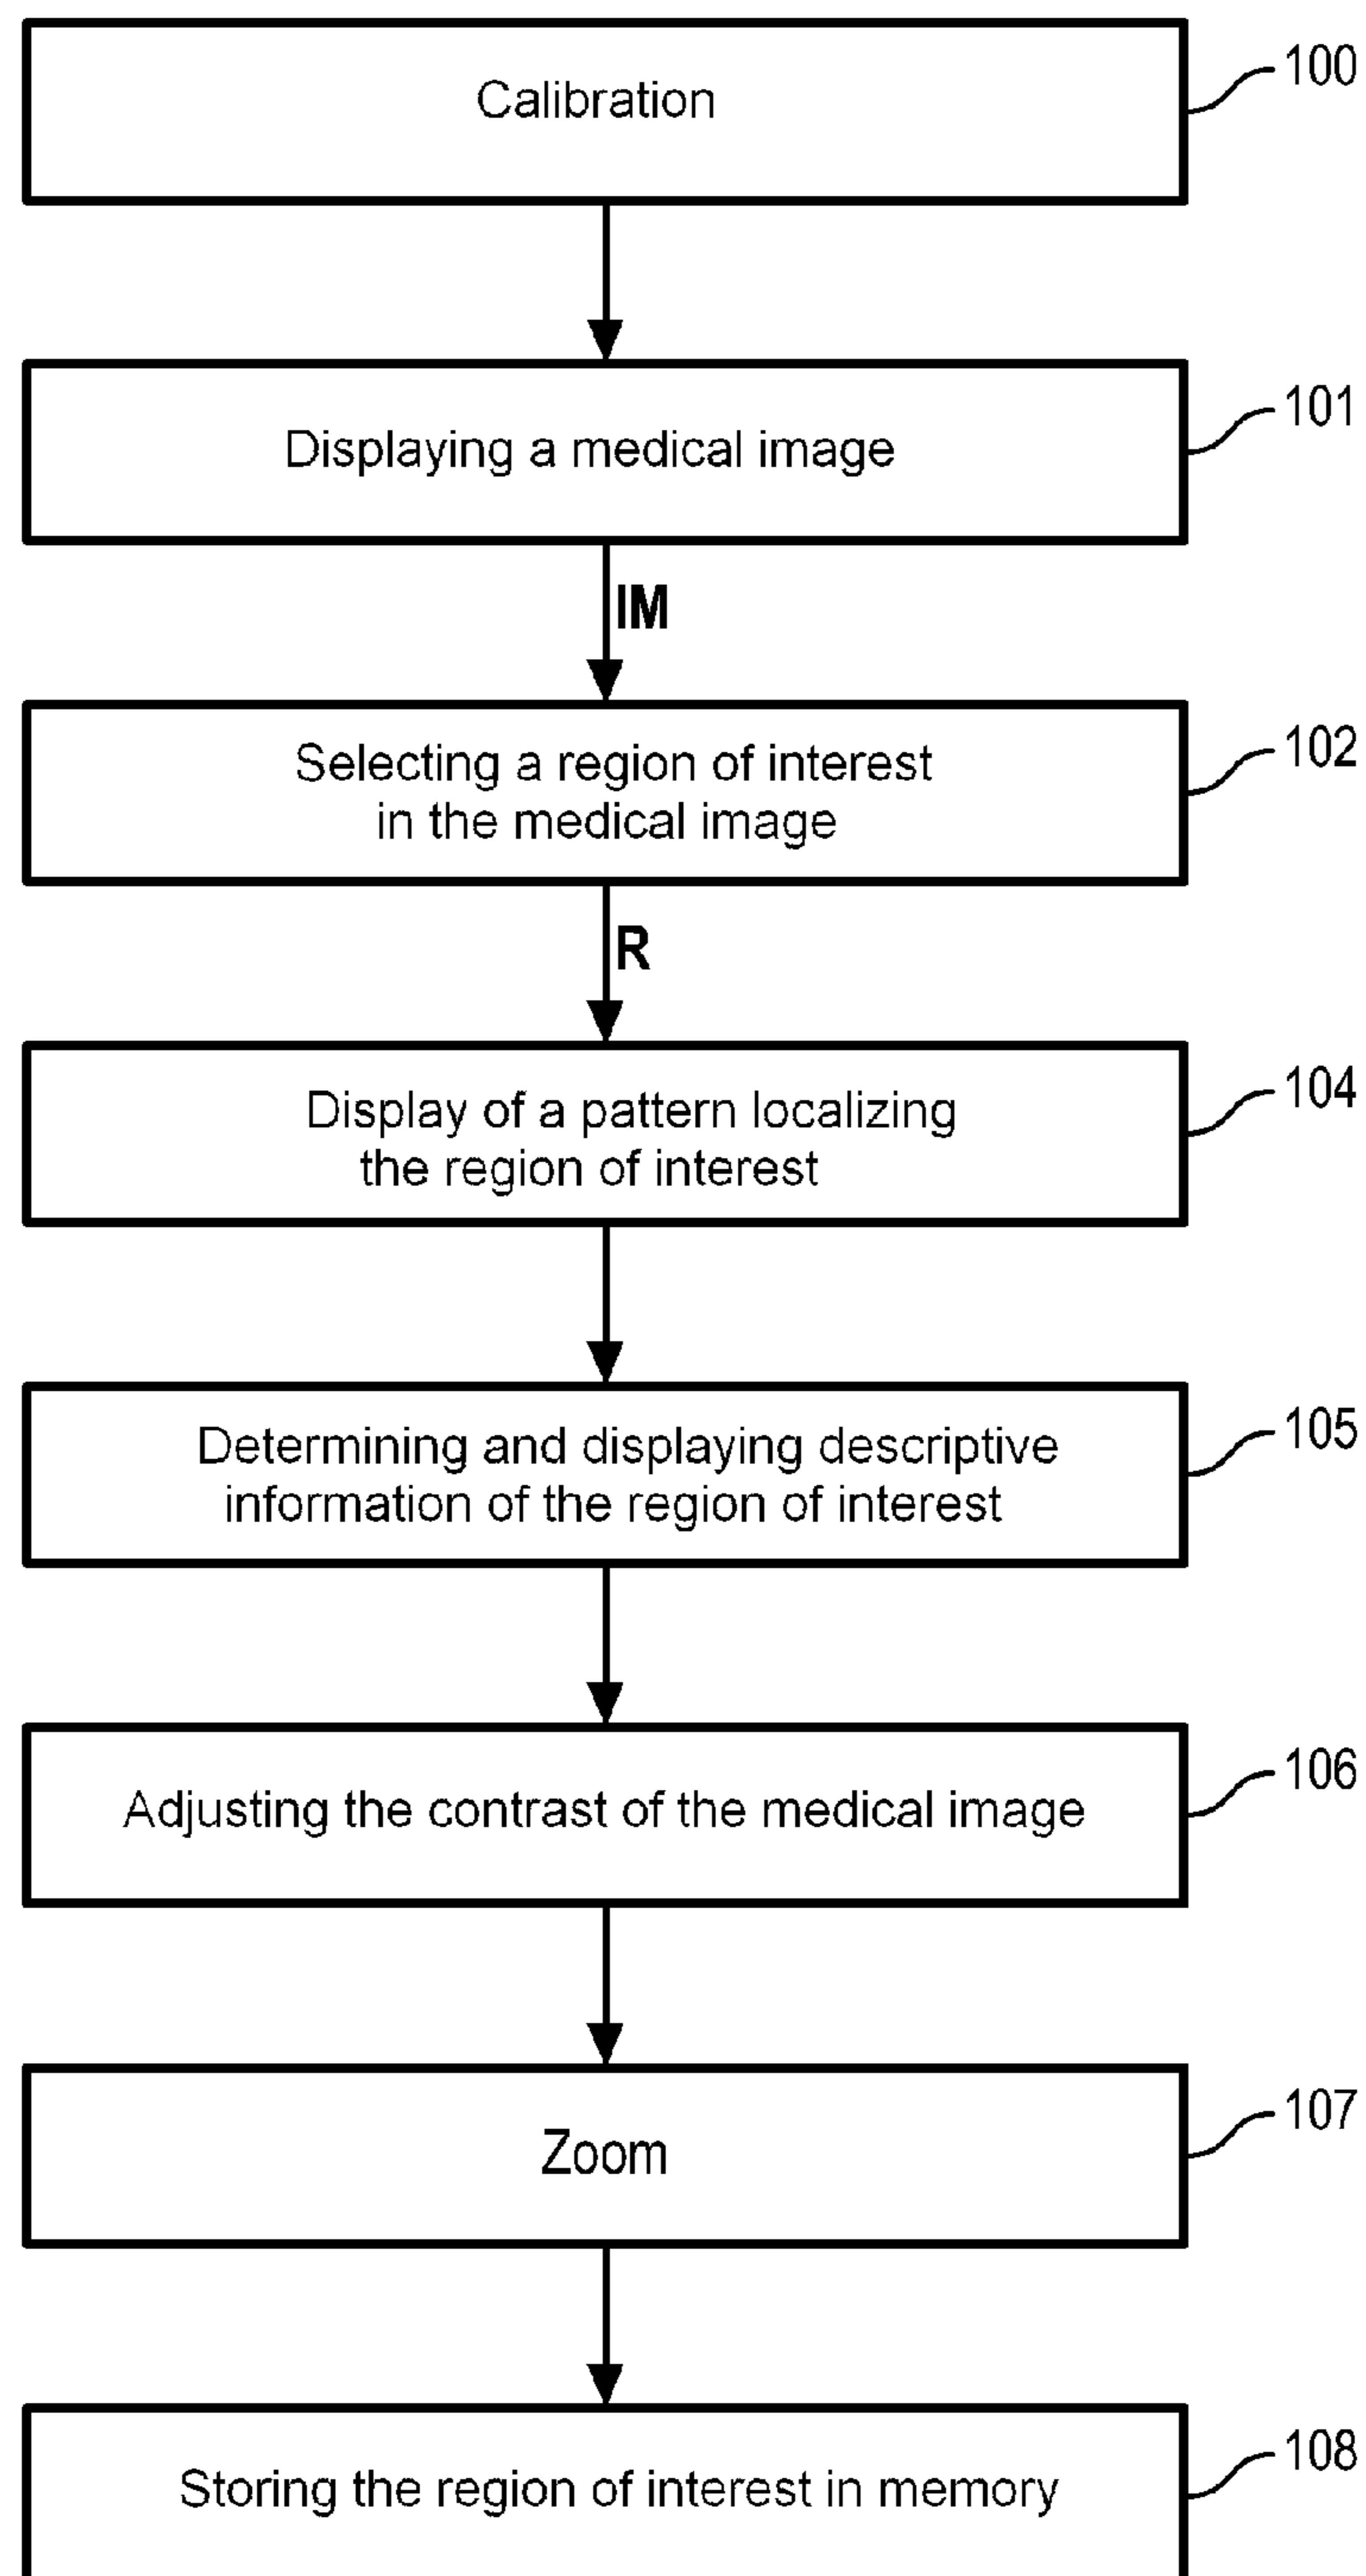 Calibration
100
Displaying a medical image
101
IM
Selecting a region of interest
in the medical image
102
R
Display of a pattern localizing
the region of interest
104
Determining and displaying descriptive
information of the region of interest
105
Adjusting the contrast of the medical image
106
Zoom
107
Storing the region of interest in memory
108